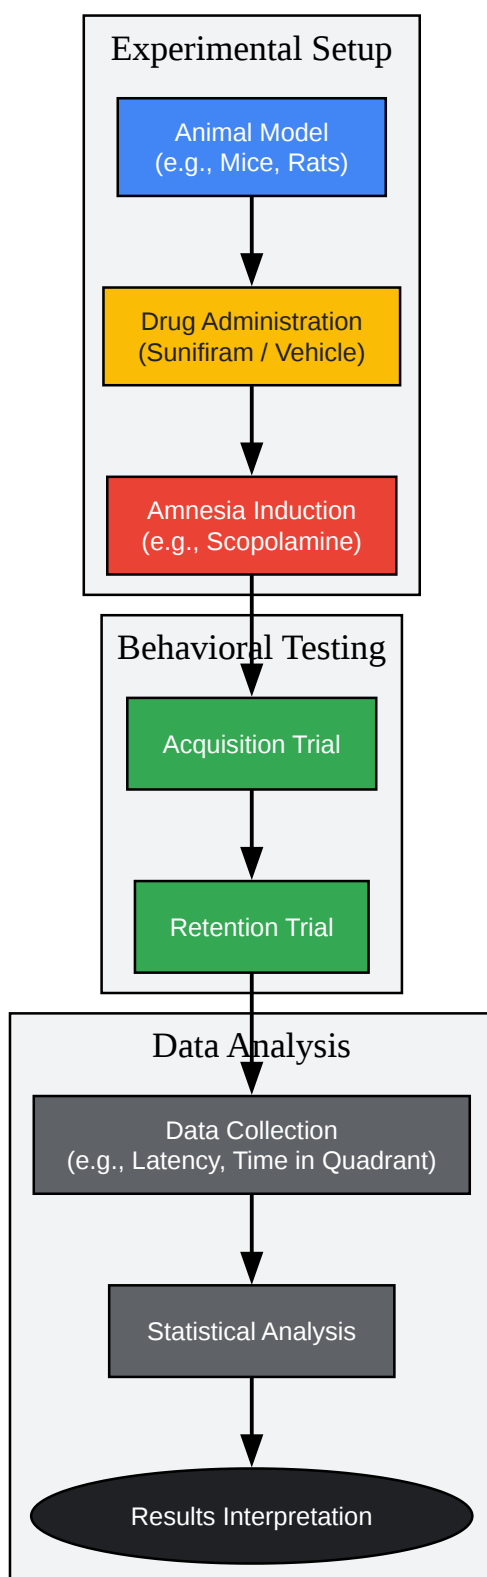 Experimental Setup
Animal Model
(e.g., Mice, Rats)
Drug Administration
(Sunifiram / Vehicle)
Amnesia Induction
(e.g., Scopolamine)
Behavioral Testing
Acquisition Trial
Retention Trial
Data Analysis
Data Collection
(e.g., Latency, Time in Quadrant)
Statistical Analysis
Results Interpretation